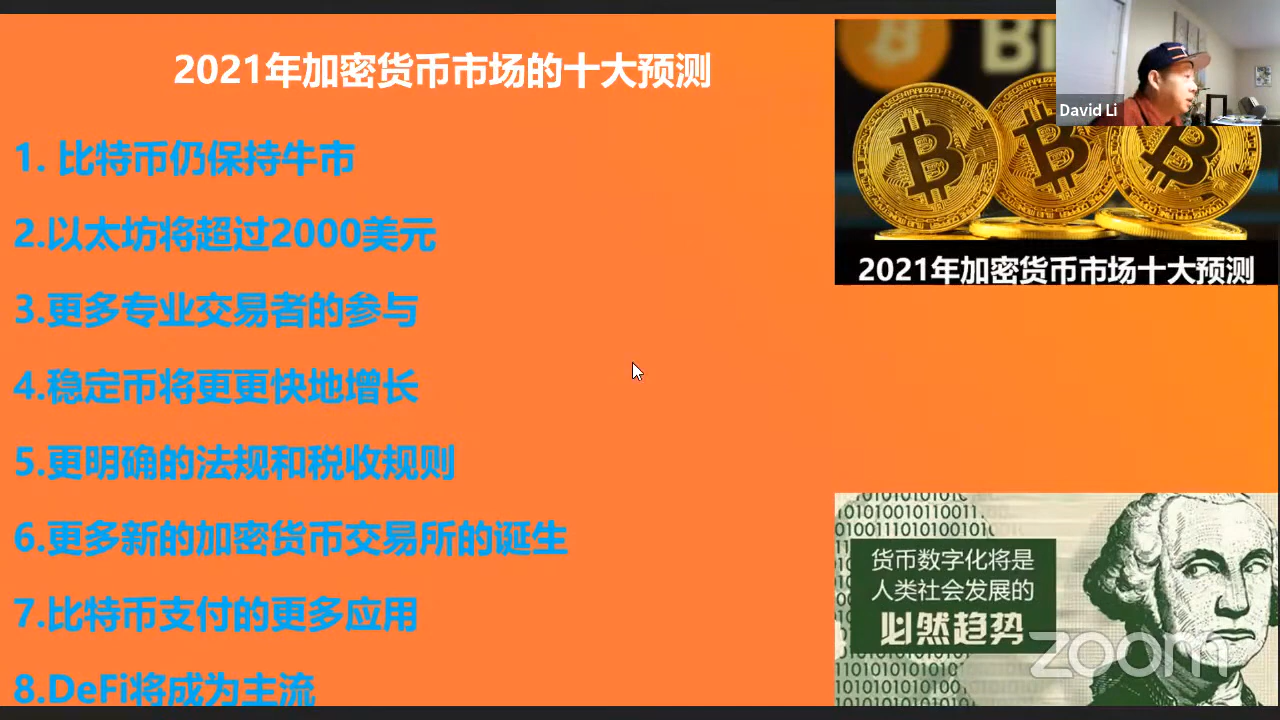 2021年加密货币市场的十大预测
1. 比特币仍保持牛市
2.以太坊将超过2000美元
3.更多专业交易者的参与
4.稳定币将更更快地增长
5.更明确的法规和税收规则
6.更多新的加密货币交易所的诞生
7.比特币支付的更多应用
8.DeFi将成为主流
David Li
2021年加密货币市场十大预测
货币数字化将是
人类社会发展的
必然趋势
zoom